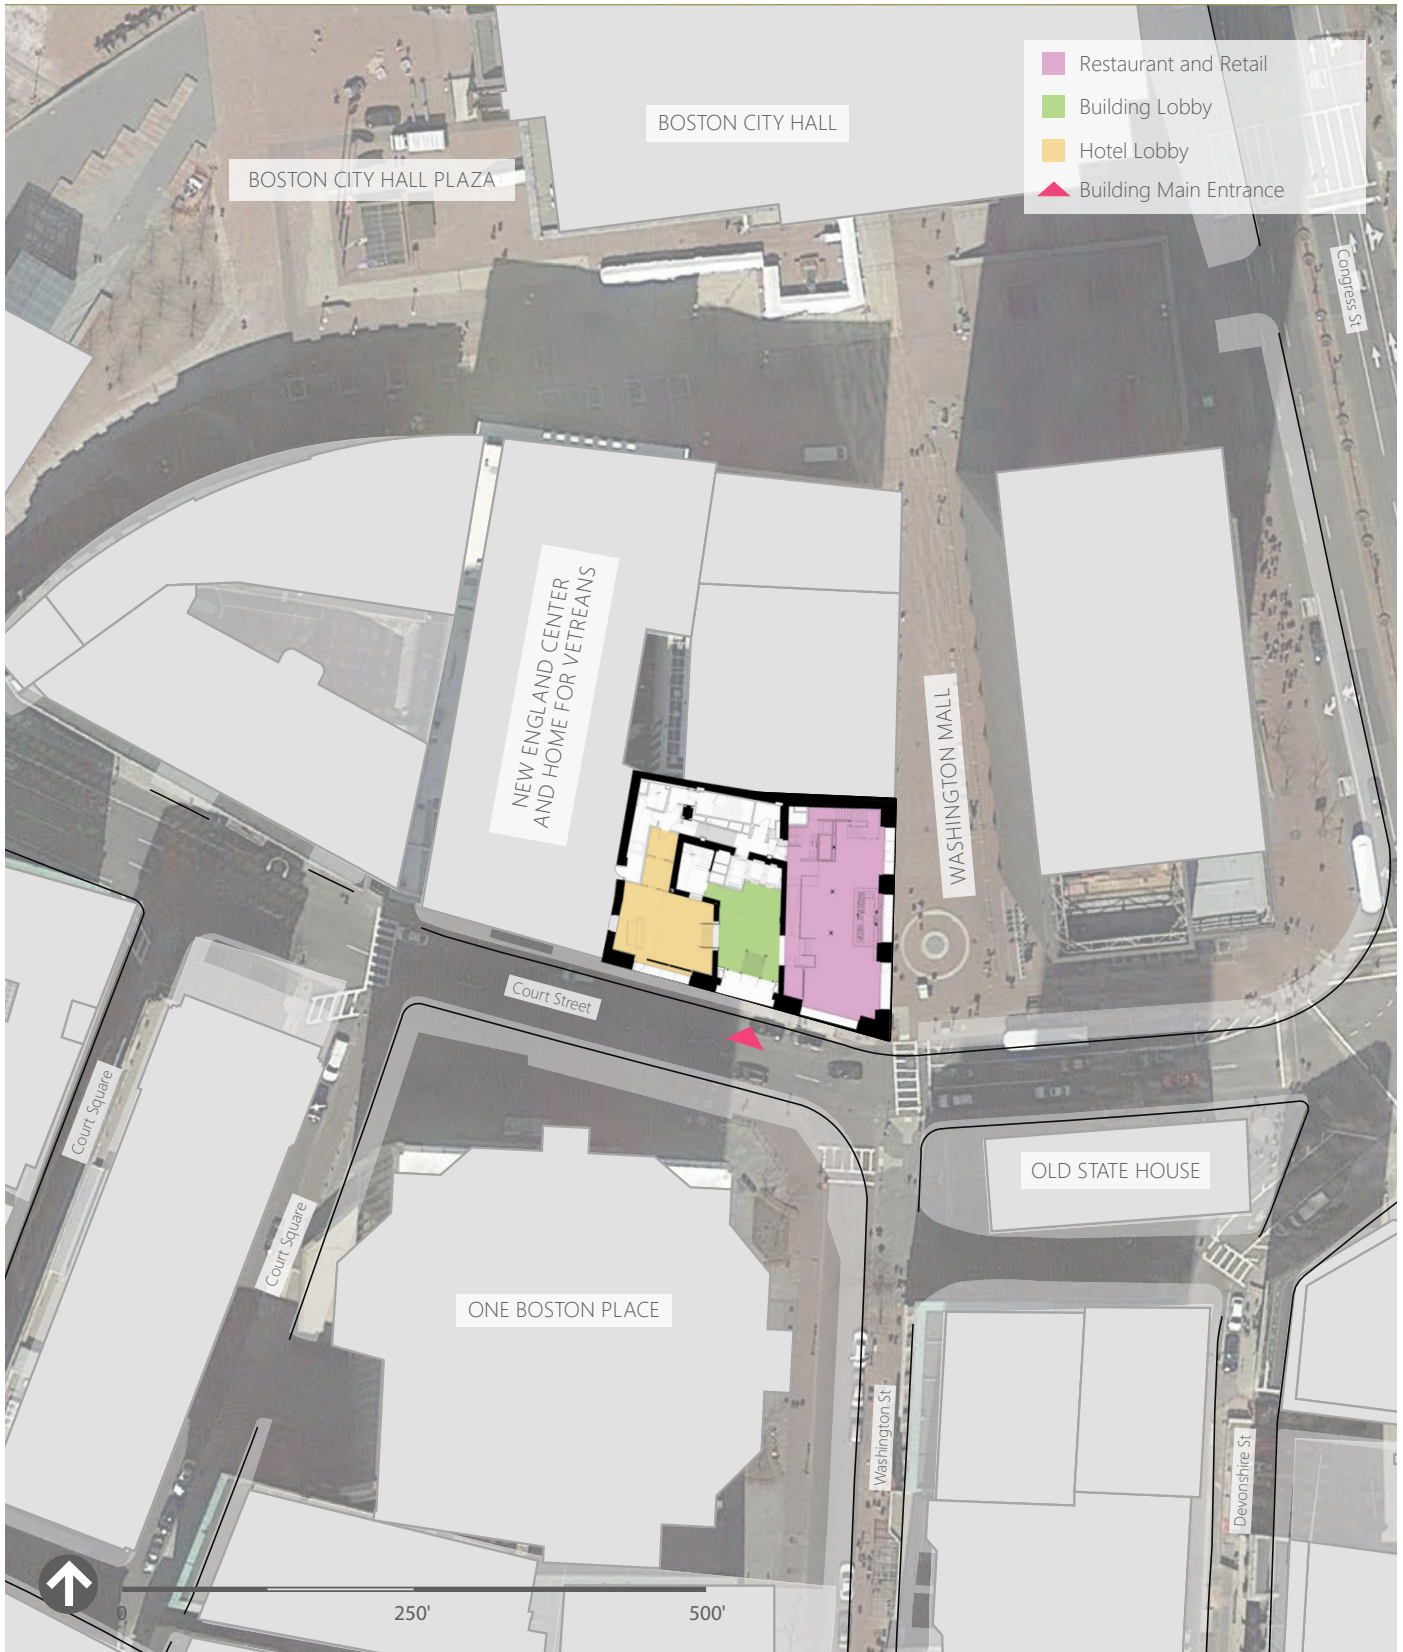 Restaurant and Retail
Building Lobby
Hotel Lobby
Building Main Entrance
BOSTON CITY HALL
BOSTON CITY HALL PLAZA
Congress St
NEW ENGLAND CENTER
AND HOME FOR VETREANS
WASHINGTON MALL
Court Street
Court Square
Court Square
OLD STATE HOUSE
ONE BOSTON PLACE
Washington St
Devonshire St
0 250' 500'